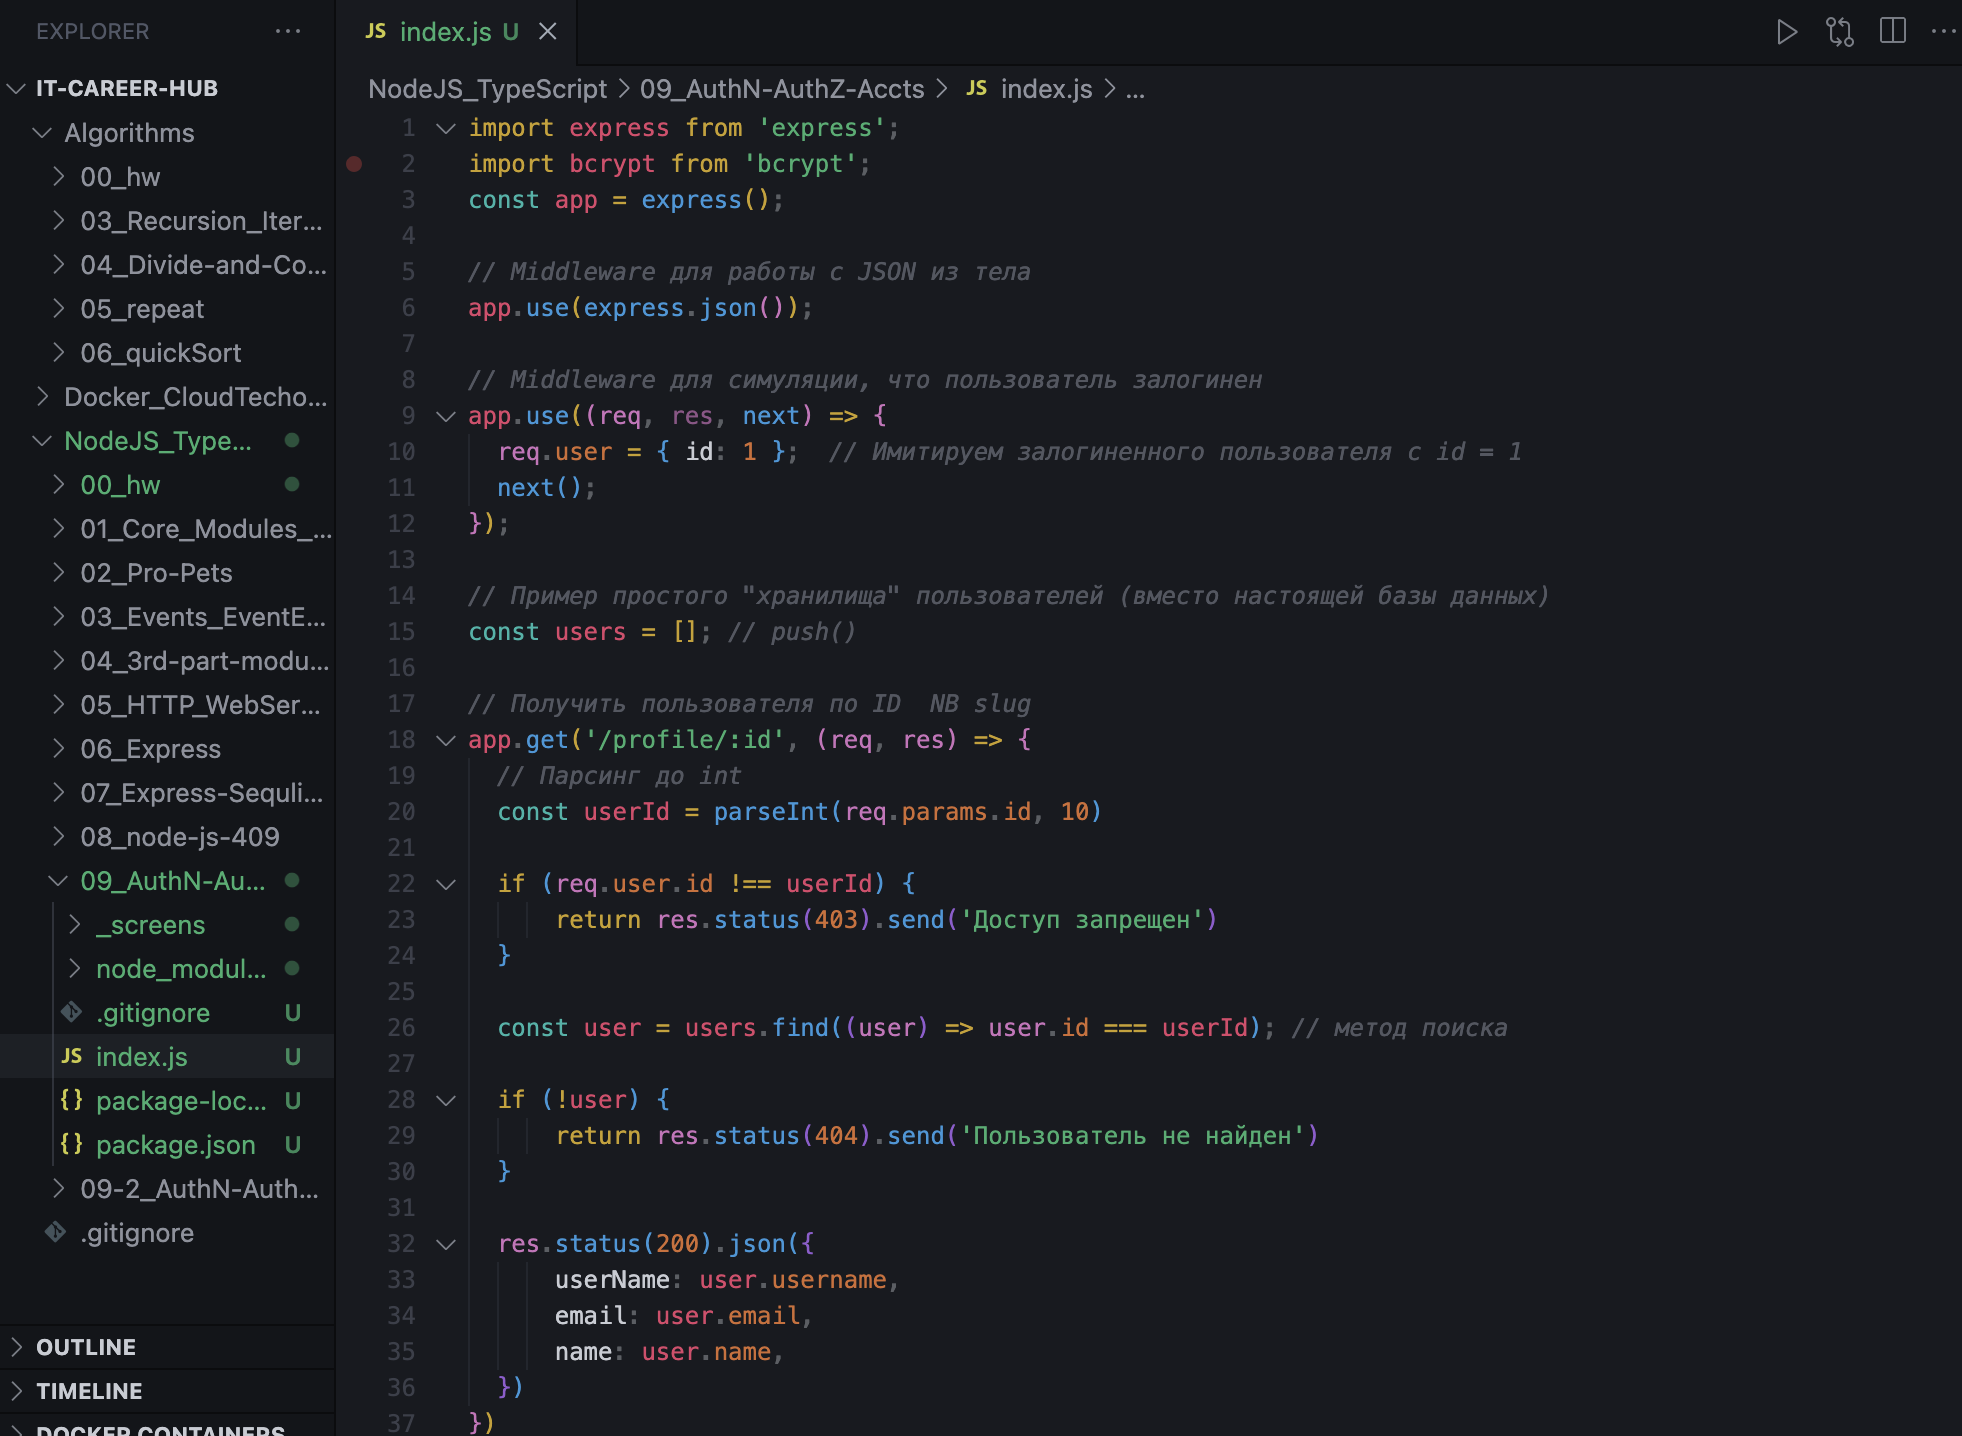 EXPLORER
IT-CAREER-HUB
Algorithms
00_hw
03_Recursion_Iter...
04_Divide-and-Co...
05_repeat
06_quickSort
Docker_CloudTecho...
NodeJS_Type...
00_hw
01_Core_Modules_...
02_Pro-Pets
03_Events_EventE...
04_3rd-part-modu...
05_HTTP_WebSer...
06_Express
07_Express-Sequli...
08_node-js-409
09_AuthN-Au...
_screens
node_modul...
.gitignore U
JS index.js U
{} package-loc... U
{} package.json U
09-2_AuthN-Auth...
.gitignore
OUTLINE
TIMELINE
DOCKER CONTAINERS
JS index.js U
NodeJS_TypeScript > 09_AuthN-AuthZ-Accts > JS index.js > ...
1 import express from 'express';
2 import bcrypt from 'bcrypt';
3 const app = express();
4
5 // Middleware для работы с JSON из тела
6 app.use(express.json());
7
8 // Middleware для симуляции, что пользователь залогинен
9 app.use((req, res, next) => {
10 req.user = { id: 1 };  // Имитируем залогиненного пользователя с id = 1
11 next();
12 });
13
14 // Пример простого "хранилища" пользователей (вместо настоящей базы данных)
15 const users = []; // push()
16
17 // Получить пользователя по ID  NB slug
18 app.get('/profile/:id', (req, res) => {
19 // Парсинг до int
20 const userId = parseInt(req.params.id, 10)
21
22 if (req.user.id !== userId) {
23 return res.status(403).send('Доступ запрещен')
24 }
25
26 const user = users.find((user) => user.id === userId); // метод поиска
27
28 if (!user) {
29 return res.status(404).send('Пользователь не найден')
30 }
31
32 res.status(200).json({
33 userName: user.username,
34 email: user.email,
35 name: user.name,
36 })
37 })